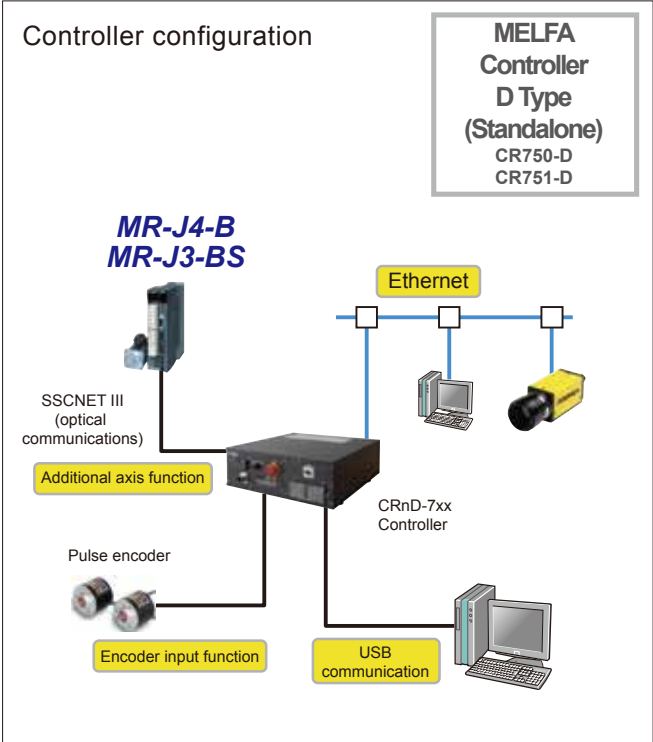 Controller configuration
MELFA
Controller
D Type
(Standalone)
CR750-D
CR751-D
MR-J4-B
MR-J3-BS
Ethernet
SSCNET III
(optical
communications)
Additional axis function
CRnD-7xx
Controller
Pulse encoder
Encoder input function
USB
communication